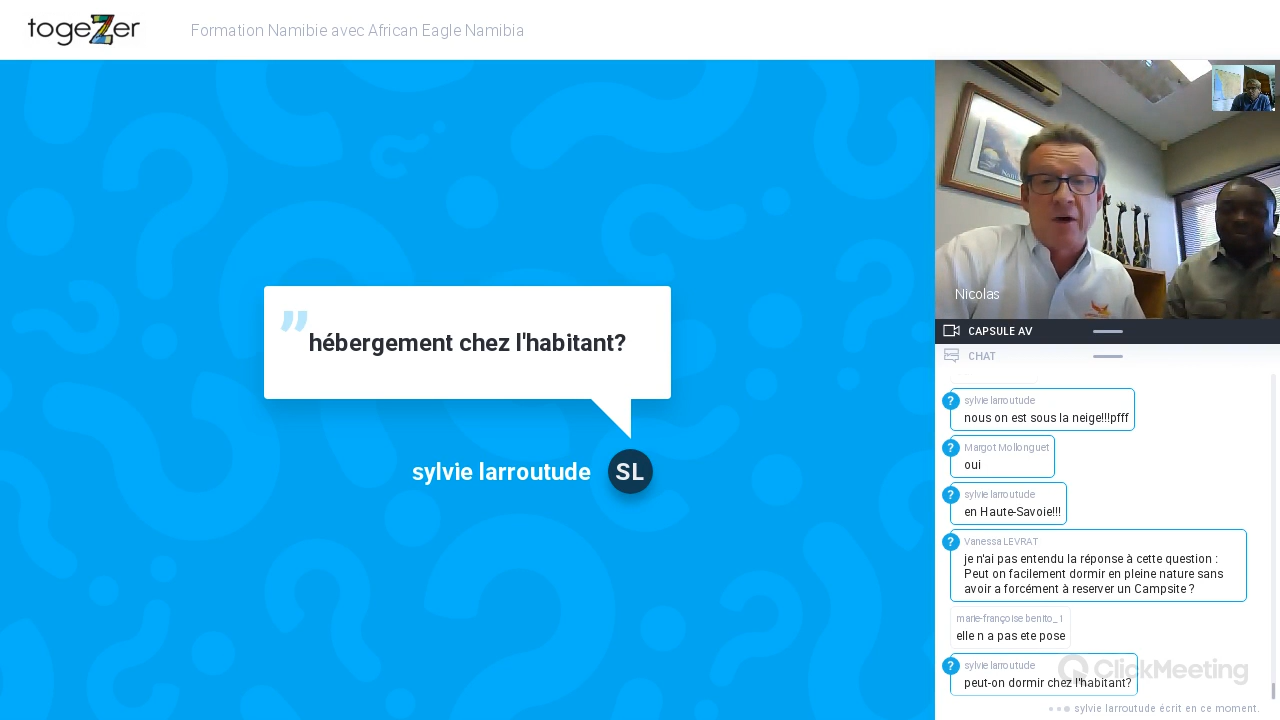 togeZzer
Formation Namibie avec African Eagle Namibia
hébergement chez l'habitant?
sylvie larroutude
SL
Nicolas
CAPSULE AV
CHAT
?
sylvie larroutude
nous on est sous la neige!!!pfff
?
Margot Mollonguet
oui
?
sylvie larroutude
en Haute-Savoie!!!
?
Vanessa LEVRAT
je n'ai pas entendu la réponse à cette question :
Peut on facilement dormir en pleine nature sans
avoir a forcément à reserver un Campsite ?
marie-françoise benito_1
elle n a pas ete pose
?
sylvie larroutude
peut-on dormir chez l'habitant?
ClickMeeting
sylvie larroutude écrit en ce moment.